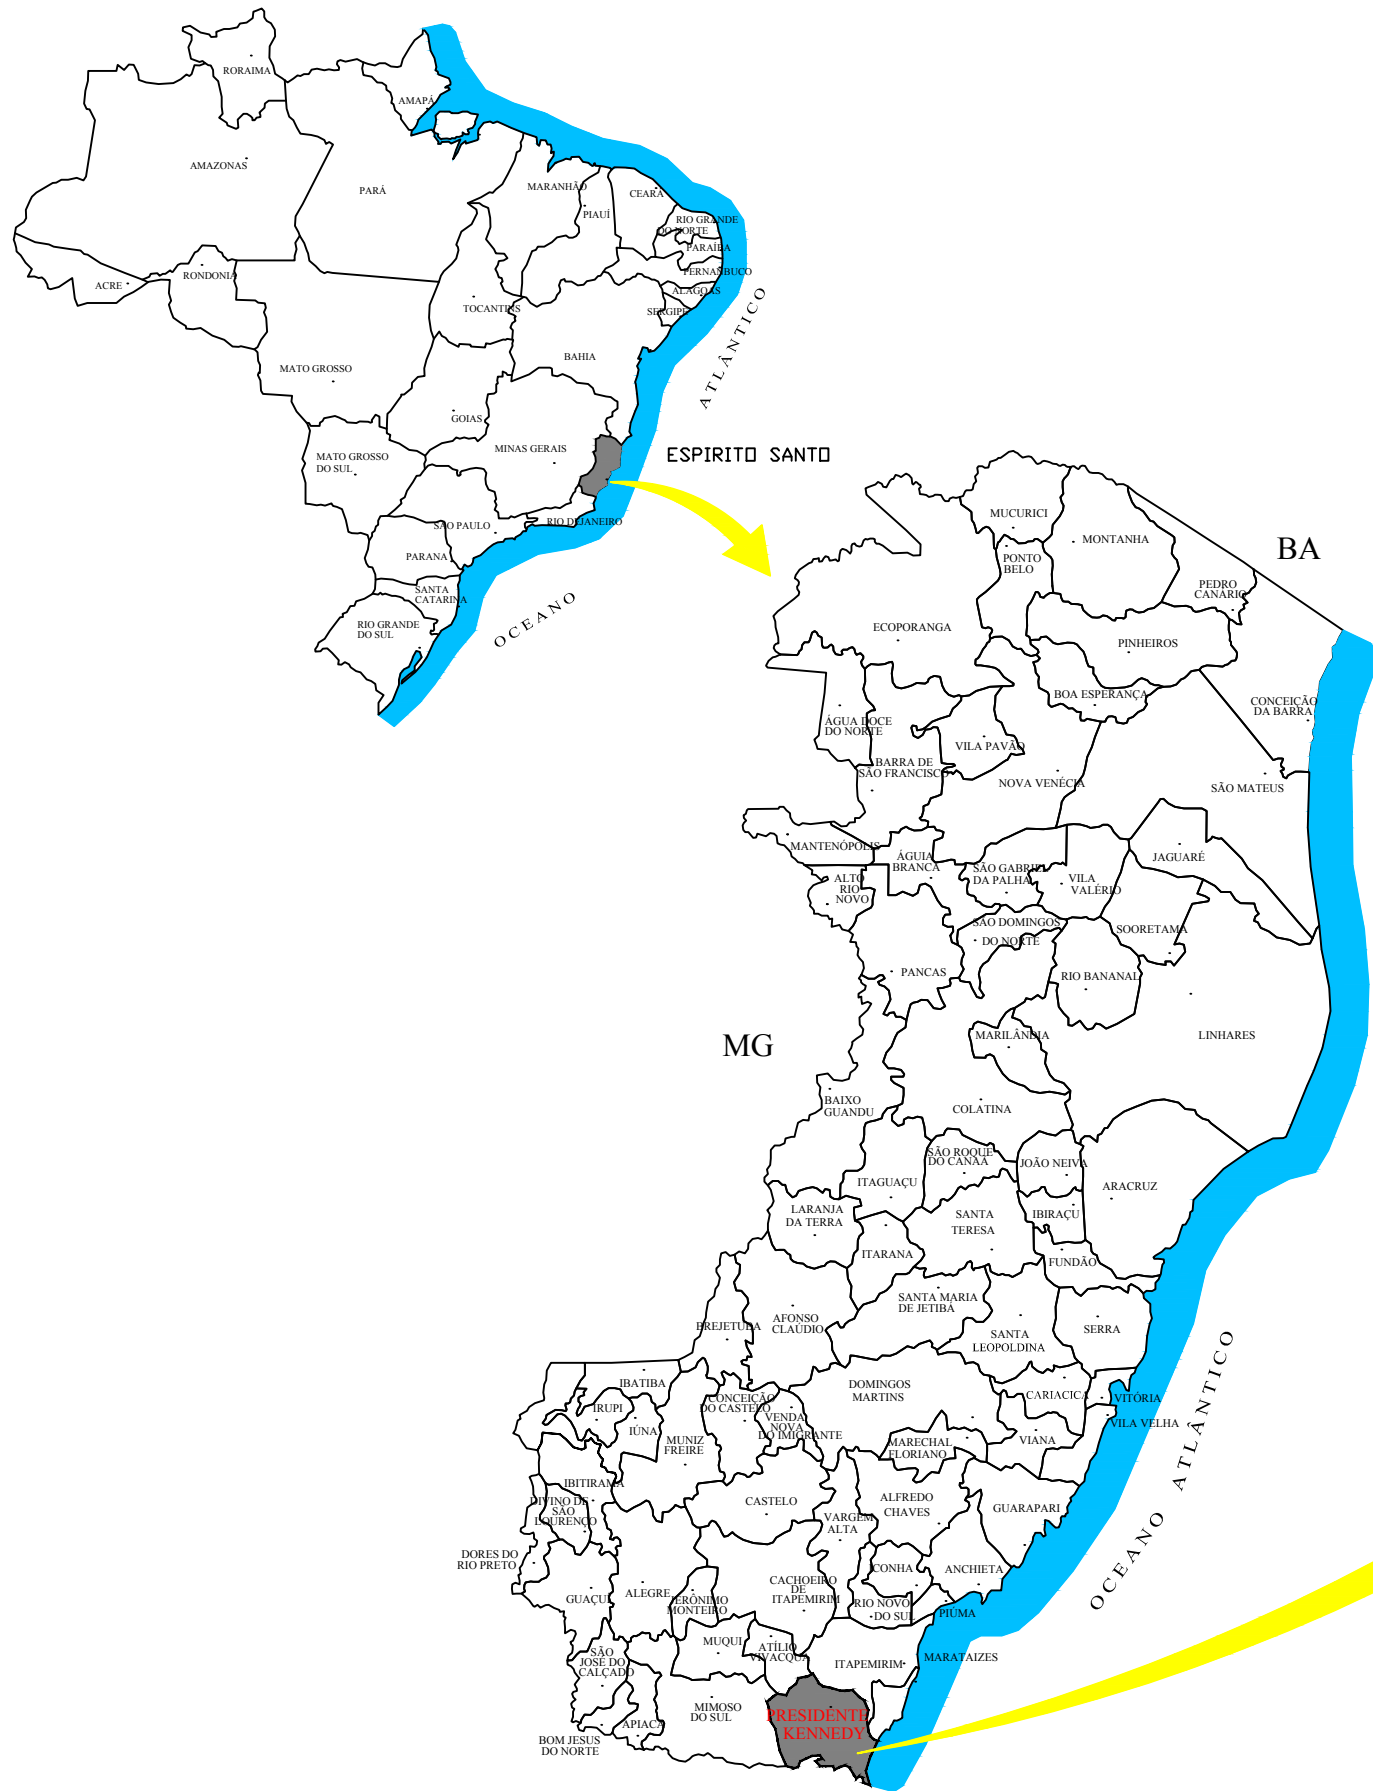 RORAIMA
AMAPÁ
AMAZONAS
PARÁ
MARANHÃO
PIAUÍ
CEARÁ
RIO GRANDE
DO NORTE
PARAÍBA
PERNANBUCO
ALAGOAS
SERGIPE
ACRE
RONDONIA
TOCANTINS
BAHIA
MATO GROSSO
GOIAS
MINAS GERAIS
MATO GROSSO
DO SUL
SÃO PAULO
RIO DEJANEIRO
PARANA
SANTA
CATARINA
RIO GRANDE
DO SUL
OCEANO
ATLÂNTICO
ESPIRITO SANTO
BA
MG
MUCURICI
MONTANHA
PONTO
BELO
PEDRO
CANÁRIO
ECOPORANGA
PINHEIROS
BOA ESPERANÇA
CONCEIÇÃO
DA BARRA
ÁGUA DOCE
DO NORTE
VILA PAVÃO
BARRA DE
SÃO FRANCISCO
NOVA VENÉCIA
SÃO MATEUS
MANTENÓPOLIS
ÁGUIA
BRANCA
SÃO GABRIEL
DA PALHA
VILA
VALÉRIO
JAGUARÉ
ALTO
RIO
NOVO
SÃO DOMINGOS
DO NORTE
SOORETAMA
PANCAS
RIO BANANAL
MARILÂNDIA
LINHARES
BAIXO
GUANDU
COLATINA
SÃO ROQUE
DO CANAÃ
JOÃO NEIVA
ITAGUAÇU
ARACRUZ
LARANJA
DA TERRA
SANTA
TERESA
IBIRAÇU
ITARANA
FUNDÃO
SANTA MARIA
DE JETIBÁ
BREJETUBA
AFONSO
CLAÚDIO
SANTA
LEOPOLDINA
SERRA
IBATIBA
DOMINGOS
MARTINS
CARIACICA
VITÓRIA
VILA VELHA
IRUPI
IÚNA
CONCEIÇÃO
DO CASTELO
VENDA
NOVA
DO IMIGRANTE
MUNIZ
FREIRE
MARECHAL
FLORIANO
VIANA
IBITIRAMA
DIVINO DE
SÃO
LOURENÇO
CASTELO
VARGEM
ALTA
ALFREDO
CHAVES
GUARAPARI
DORES DO
RIO PRETO
GUAÇUI
ALEGRE
JERÔNIMO
MONTEIRO
CACHOEIRO
DE
ITAPEMIRIM
ICONHA
ANCHIETA
RIO NOVO
DO SUL
PIÚMA
SÃO
JOSÉ DO
CALÇADO
MUQUI
ATÍLIO
VIVACQUA
ITAPEMIRIM
MARATAIZES
MIMOSO
DO SUL
PRESIDENTE
KENNEDY
APIACÁ
BOM JESUS
DO NORTE
OCEANO ATLÂNTICO